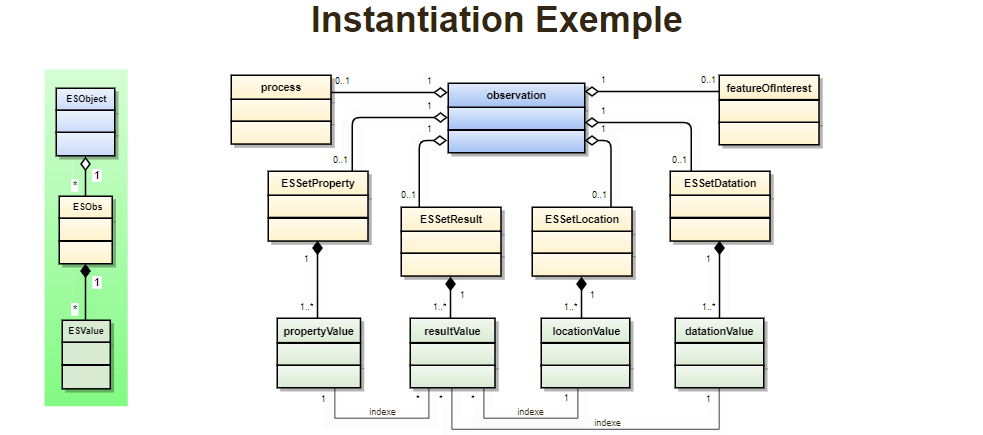 Instantiation Exemple
ESObject
1
*
ESObs
1
*
ESValue
process
0..1
1
observation
1
0..1
featureOfInterest
1
0..1
ESSetProperty
1
0..1
ESSetResult
1
0..1
ESSetLocation
1
0..1
ESSetDatation
1
1..*
propertyValue
1
1..*
resultValue
1
1..*
locationValue
1
1..*
datationValue
1
*
indexe
*
1
indexe
*
1
indexe